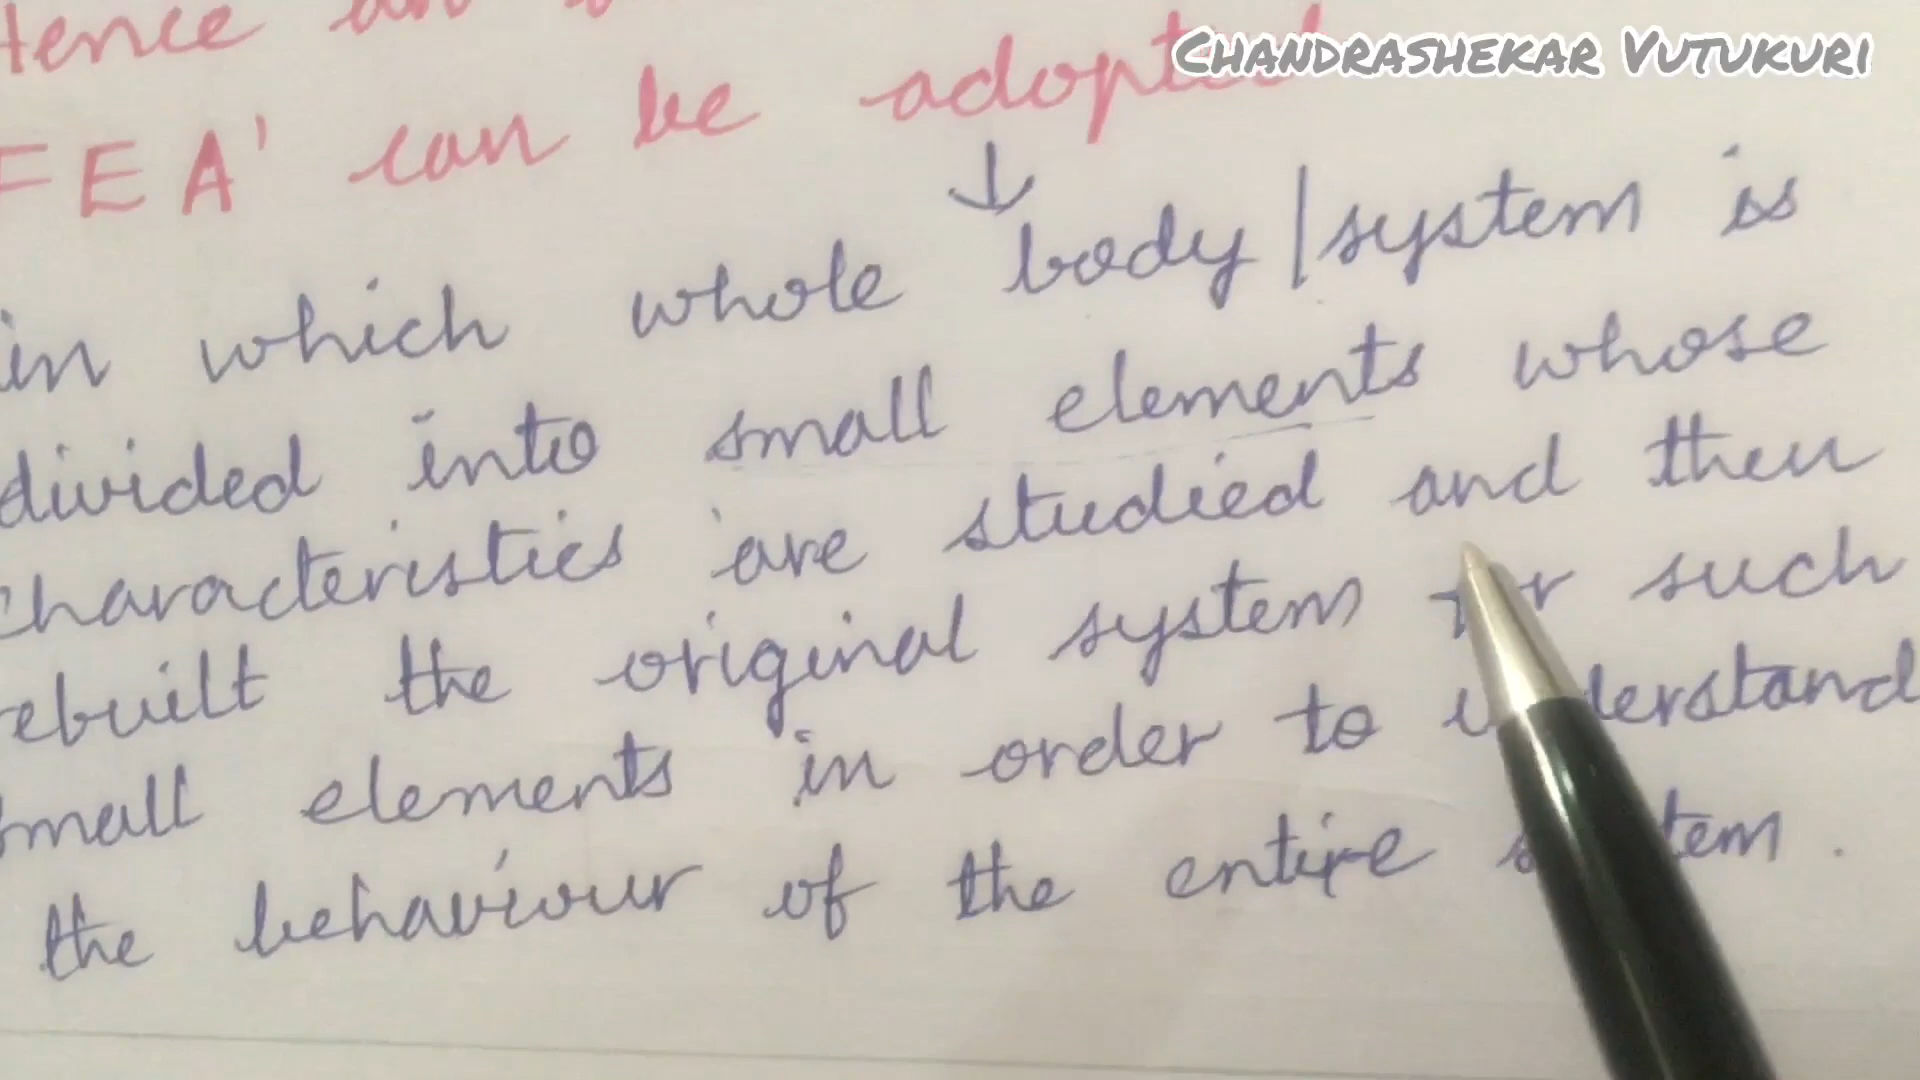 Hence an
CHANDRASHEKAR VUTUKURI
FEA' can be adopted
↓
in which whole body/system is
divided into small elements whose
characteristics are studied and then
rebuilt the original system for such
small elements in order to understand
the behaviour of the entire system.